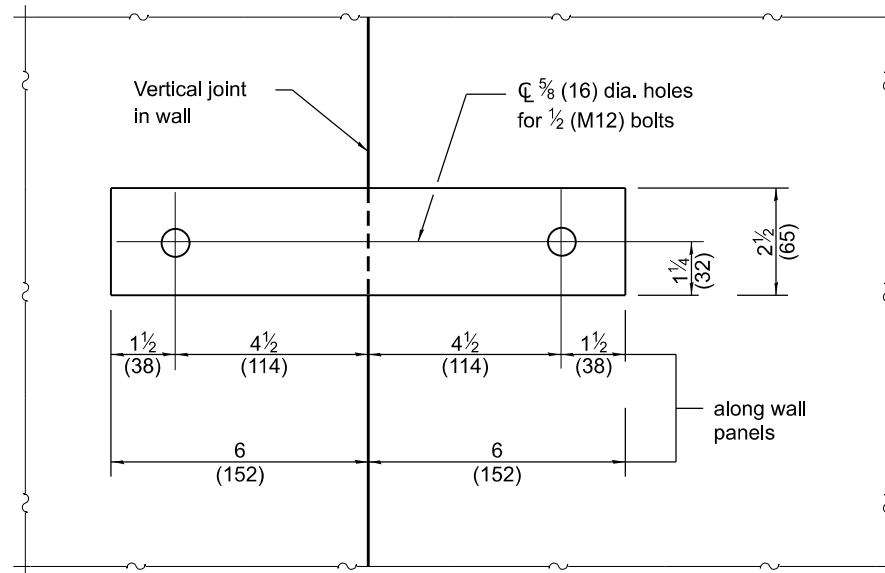 Vertical joint
in wall
℄ ⅝ (16) dia. holes
for ½ (M12) bolts
1¼
(32)
2½
(65)
1½
(38)
4½
(114)
4½
(114)
1½
(38)
along wall
panels
6
(152)
6
(152)